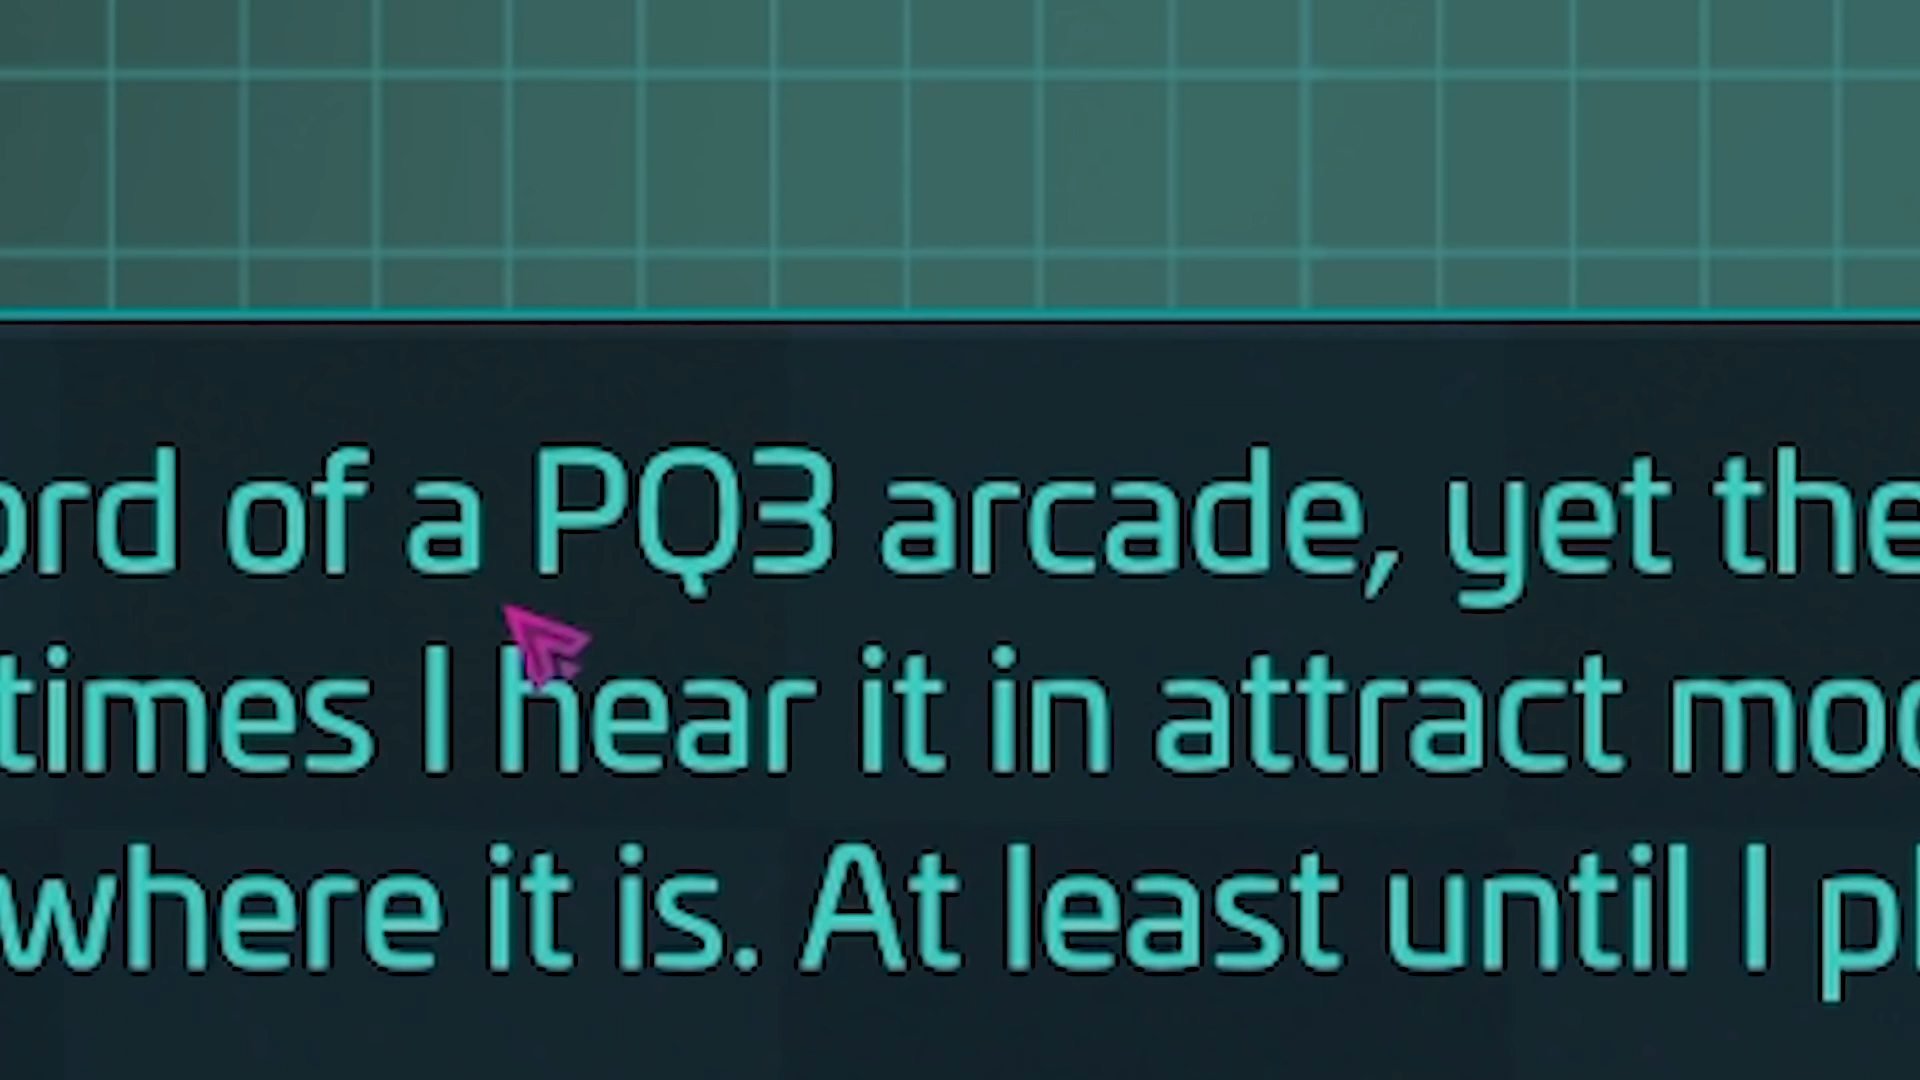 ord of a PQ3 arcade, yet the
times I hear it in attract mod
where it is. At least until I pl